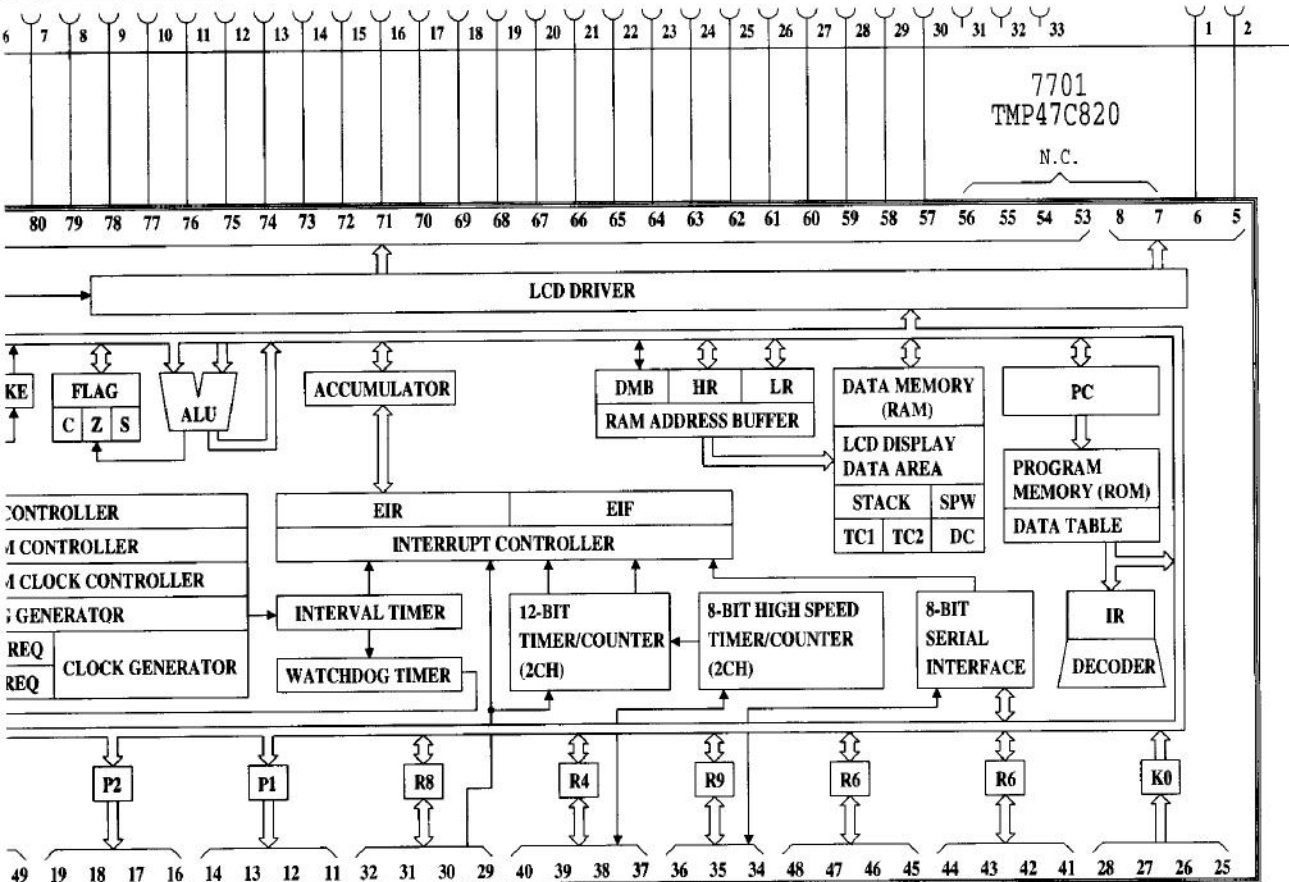 6 7 8 9 10 11 12 13 14 15 16 17 18 19 20 21 22 23 24 25 26 27 28 29 30 31 32 33 1 2
7701
TMP47C820
N.C.
80 79 78 77 76 75 74 73 72 71 70 69 68 67 66 65 64 63 62 61 60 59 58 57 56 55 54 53 8 7 6 5
LCD DRIVER
KE
FLAG
C Z S
ALU
ACCUMULATOR
DMB HR LR
RAM ADDRESS BUFFER
DATA MEMORY
(RAM)
LCD DISPLAY
DATA AREA
STACK SPW
TC1 TC2 DC
PC
PROGRAM
MEMORY (ROM)
DATA TABLE
CONTROLLER
M CONTROLLER
M CLOCK CONTROLLER
G GENERATOR
REQ
REQ
CLOCK GENERATOR
EIR EIF
INTERRUPT CONTROLLER
INTERVAL TIMER
WATCHDOG TIMER
12-BIT
TIMER/COUNTER
(2CH)
8-BIT HIGH SPEED
TIMER/COUNTER
(2CH)
8-BIT
SERIAL
INTERFACE
IR
DECODER
P2 P1 R8 R4 R9 R6 R6 K0
49 19 18 17 16 14 13 12 11 32 31 30 29 40 39 38 37 36 35 34 48 47 46 45 44 43 42 41 28 27 26 25